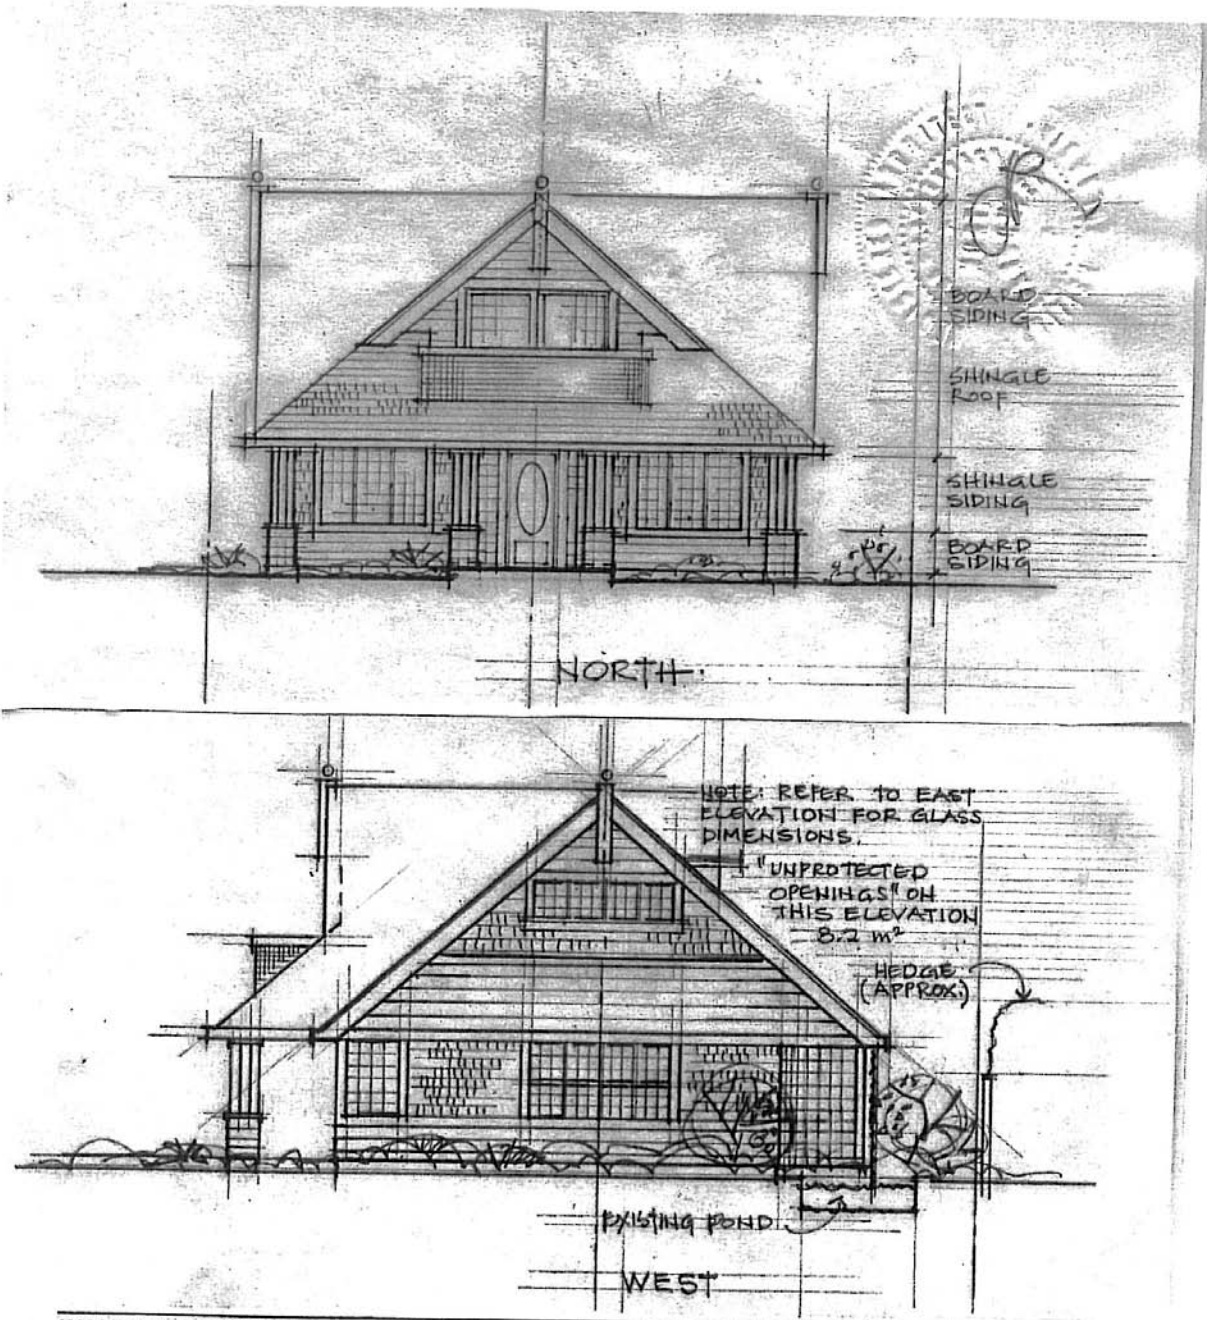 BOARD
SIDING
SHINGLE
ROOF
SHINGLE
SIDING
BOARD
SIDING
NORTH.
NOTE: REFER TO EAST
ELEVATION FOR GLASS
DIMENSIONS.
"UNPROTECTED
OPENINGS" ON
THIS ELEVATION
8.2 m²
HEDGE
(APPROX.)
EXISTING POND.
WEST